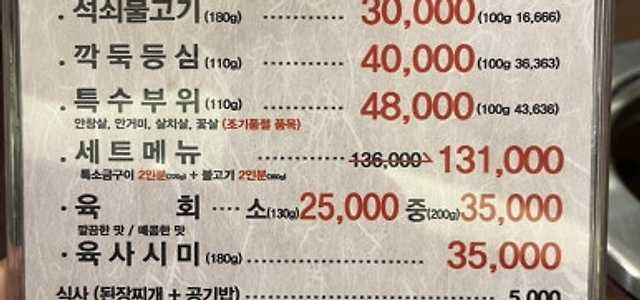 . 석쇠불고기 (180g) ············ 30,000 (100g 16,666)
. 깍둑등심 (110g) ············ 40,000 (100g 36,363)
. 특수부위 (110g) ············ 48,000 (100g 43,636)
안창살, 안거미, 살치살, 꽃살 (조기품절 품목)
. 세트메뉴 ············ 136,000 131,000
특소금구이 2인분 + 불고기 2인분
· 육 회 ···· 소(130g) 25,000 중(200g) 35,000
깔끔한 맛 / 매콤한 맛
· 육사시미 (180g) ························ 35,000
식사 (된장찌개 + 공기밥) ························ 5,000